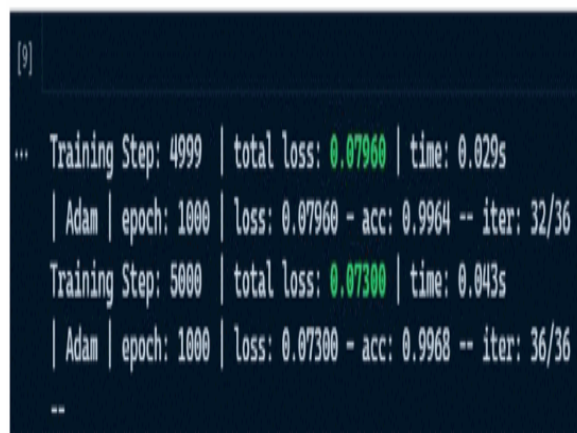 [9]
... Training Step: 4999 | total loss: 0.07960 | time: 0.029s
| Adam | epoch: 1000 | loss: 0.07960 - acc: 0.9964 -- iter: 32/36
Training Step: 5000 | total loss: 0.07300 | time: 0.043s
| Adam | epoch: 1000 | loss: 0.07300 - acc: 0.9968 -- iter: 36/36
--